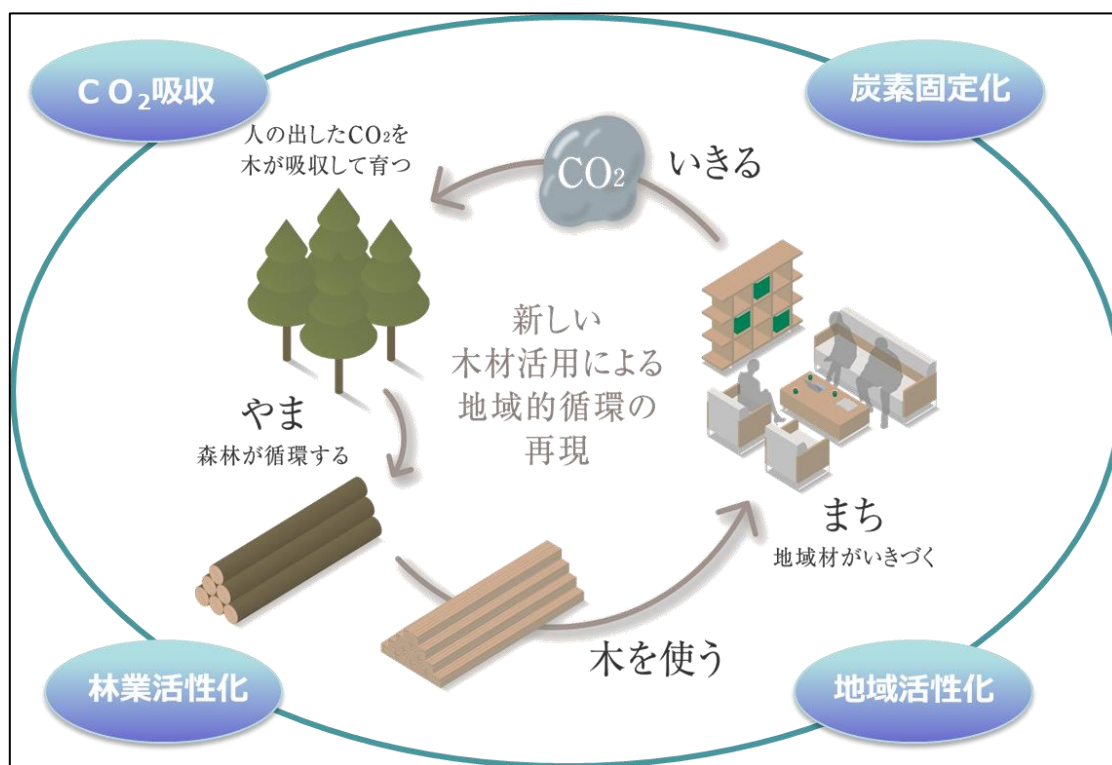 CO₂吸収
炭素固定化
人の出したCO₂を
木が吸収して育つ
CO₂
いきる
新しい
木材活用による
地域的循環の
再現
やま
森林が循環する
まち
地域材がいきづく
木を使う
林業活性化
地域活性化